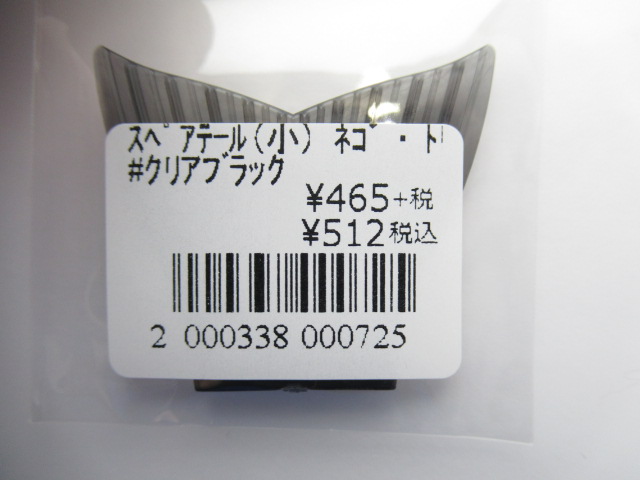 スペアテール(小) ネゴ・ト
#クリアブラック
¥465+税
¥512税込
2 000338 000725